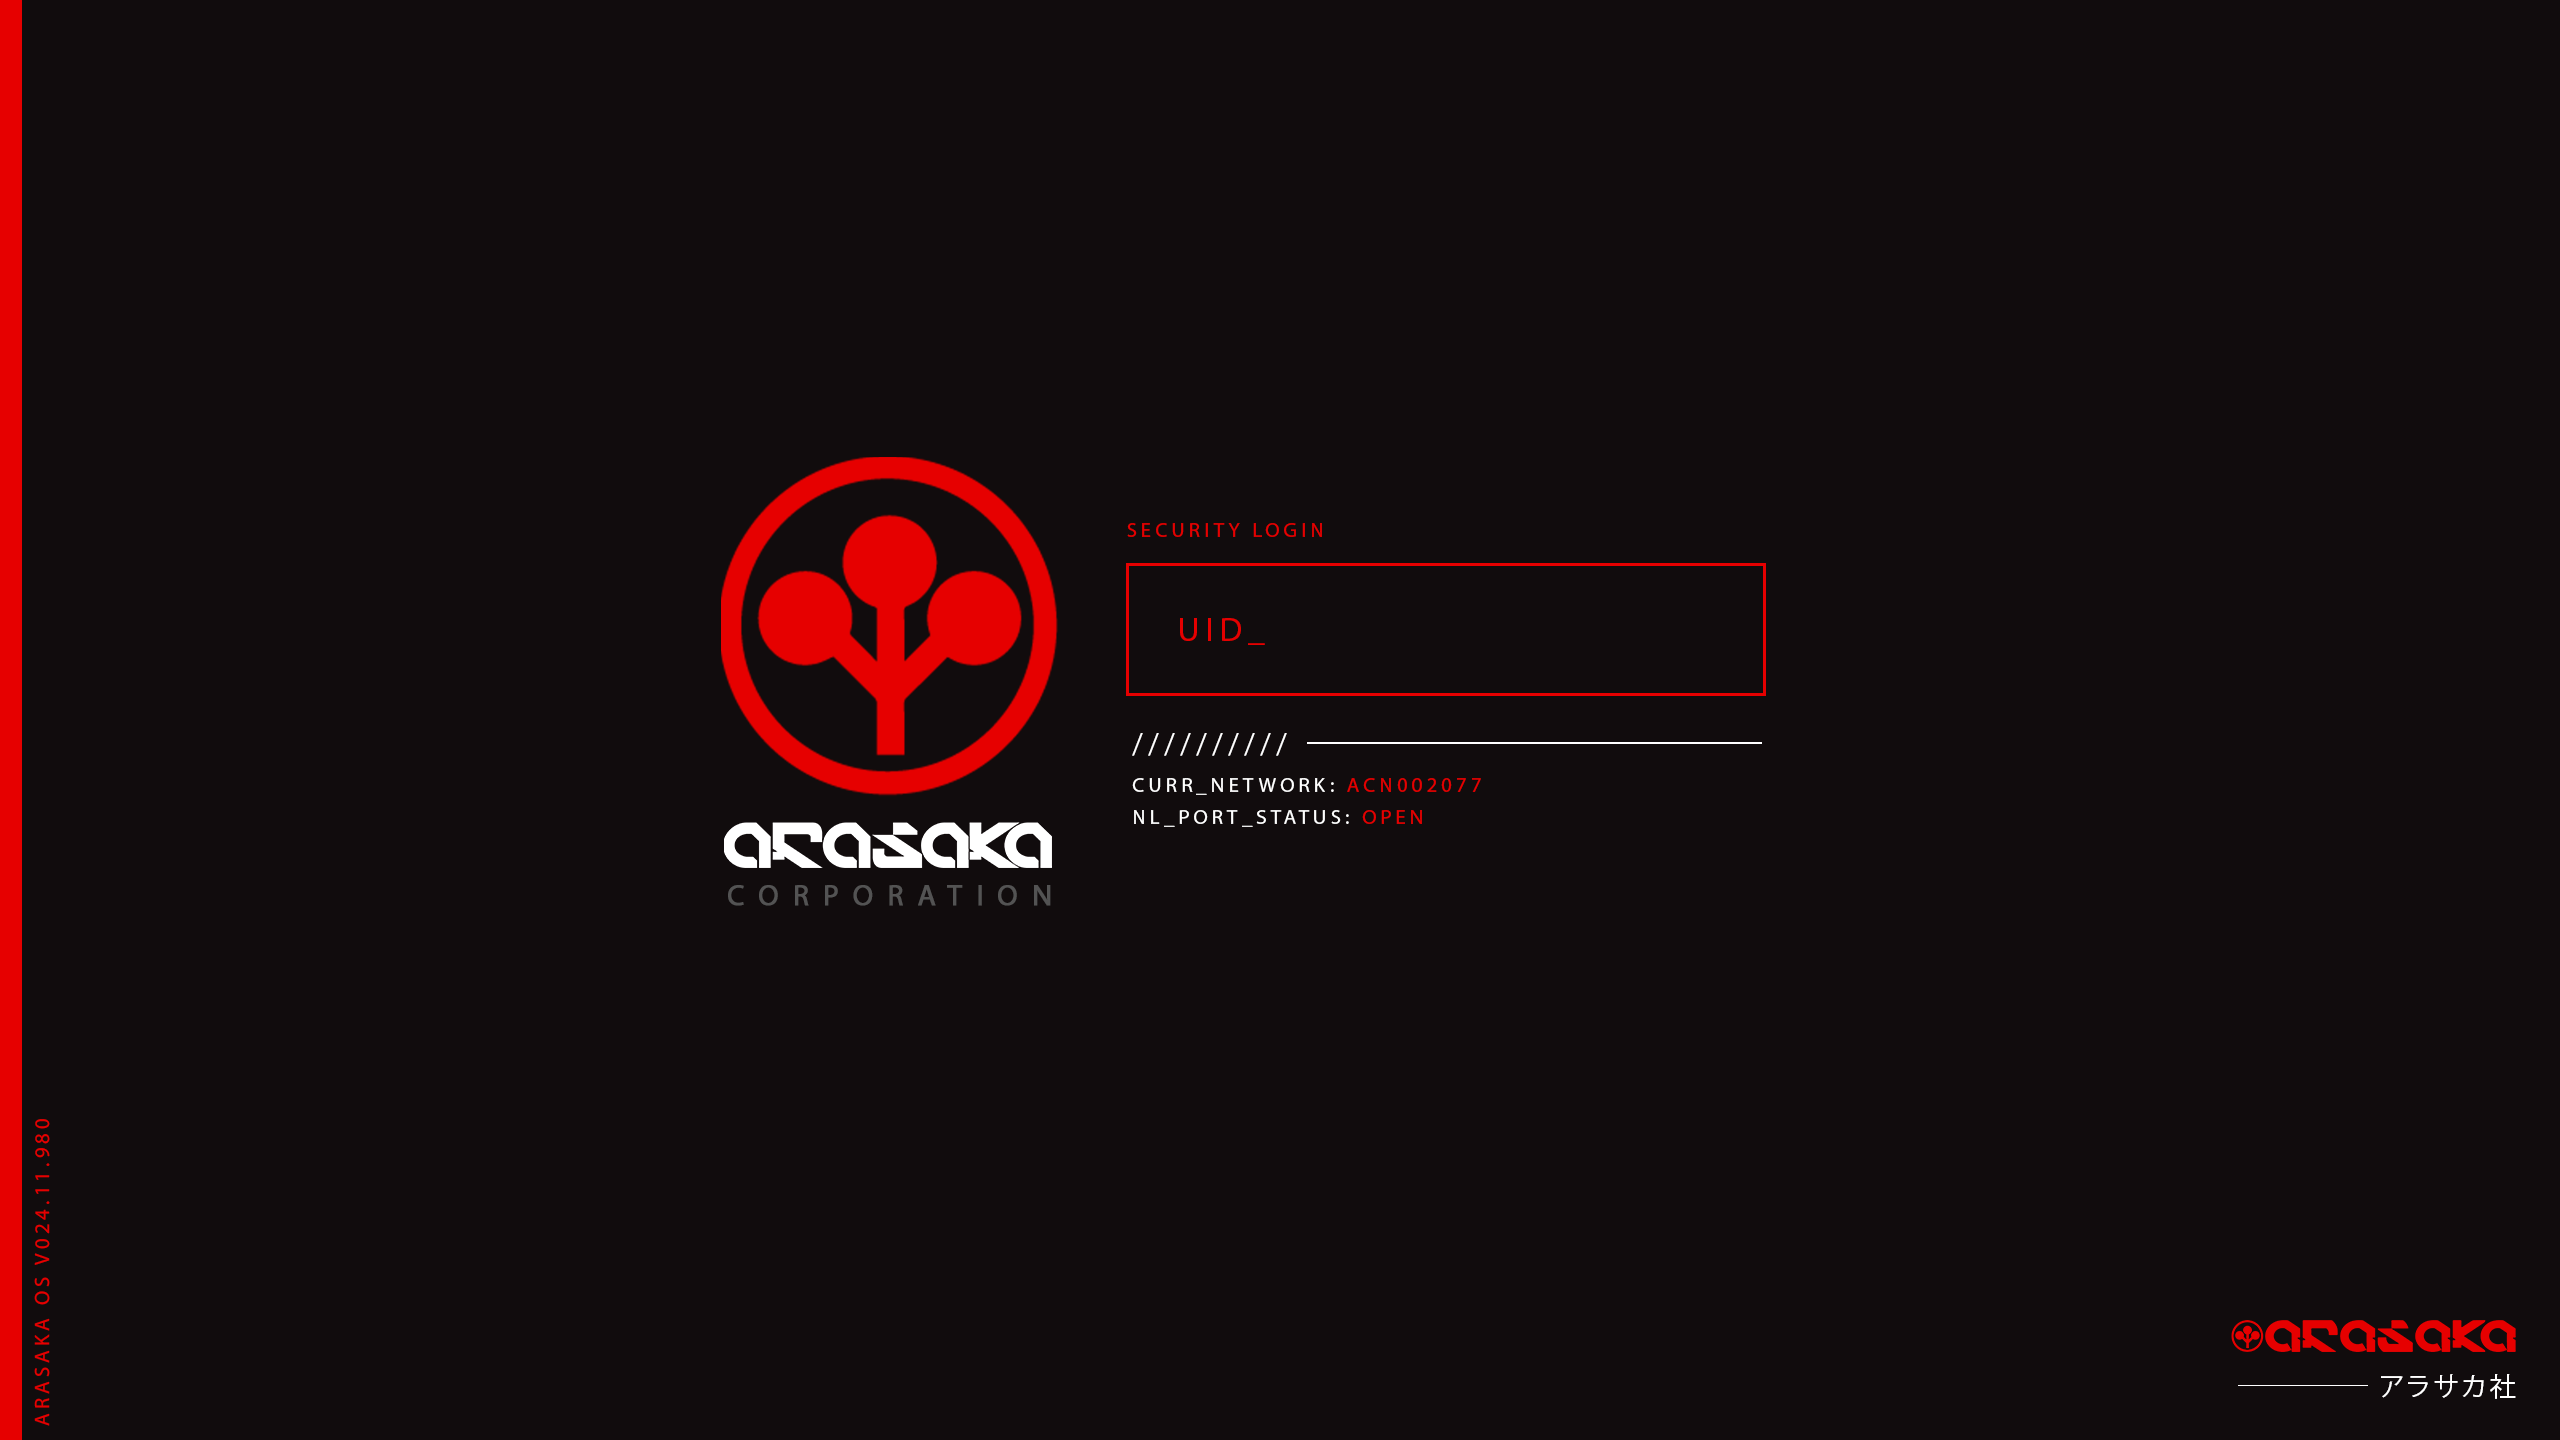 SECURITY LOGIN
UID_
//////////
CURR_NETWORK: ACN002077
NL_PORT_STATUS: OPEN
arasaka
CORPORATION
ARASAKA OS V024.11.980
arasaka
アラサカ社